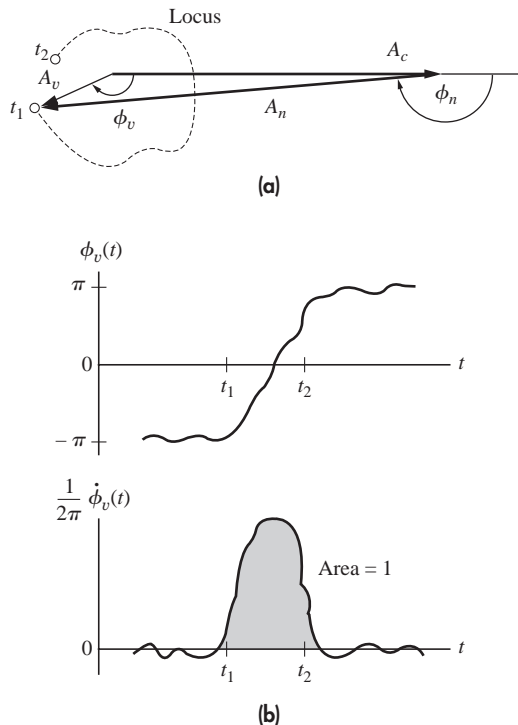 Locus
t₂
A_v
A_c
t₁
ϕ_v
A_n
ϕ_n
(a)
ϕ_v(t)
π
0
t₁ t₂ t
− π
1/2π ϕ̇_v(t)
Area = 1
0
t₁ t₂ t
(b)